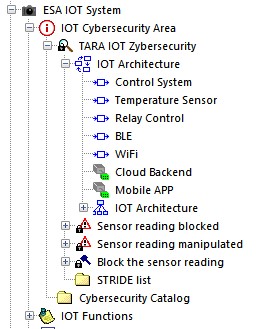 ESA IOT System
IOT Cybersecurity Area
TARA IOT Zybersecurity
IOT Architecture
Control System
Temperature Sensor
Relay Control
BLE
WiFi
Cloud Backend
Mobile APP
IOT Architecture
Sensor reading blocked
Sensor reading manipulated
Block the sensor reading
STRIDE list
Cybersecurity Catalog
IOT Functions